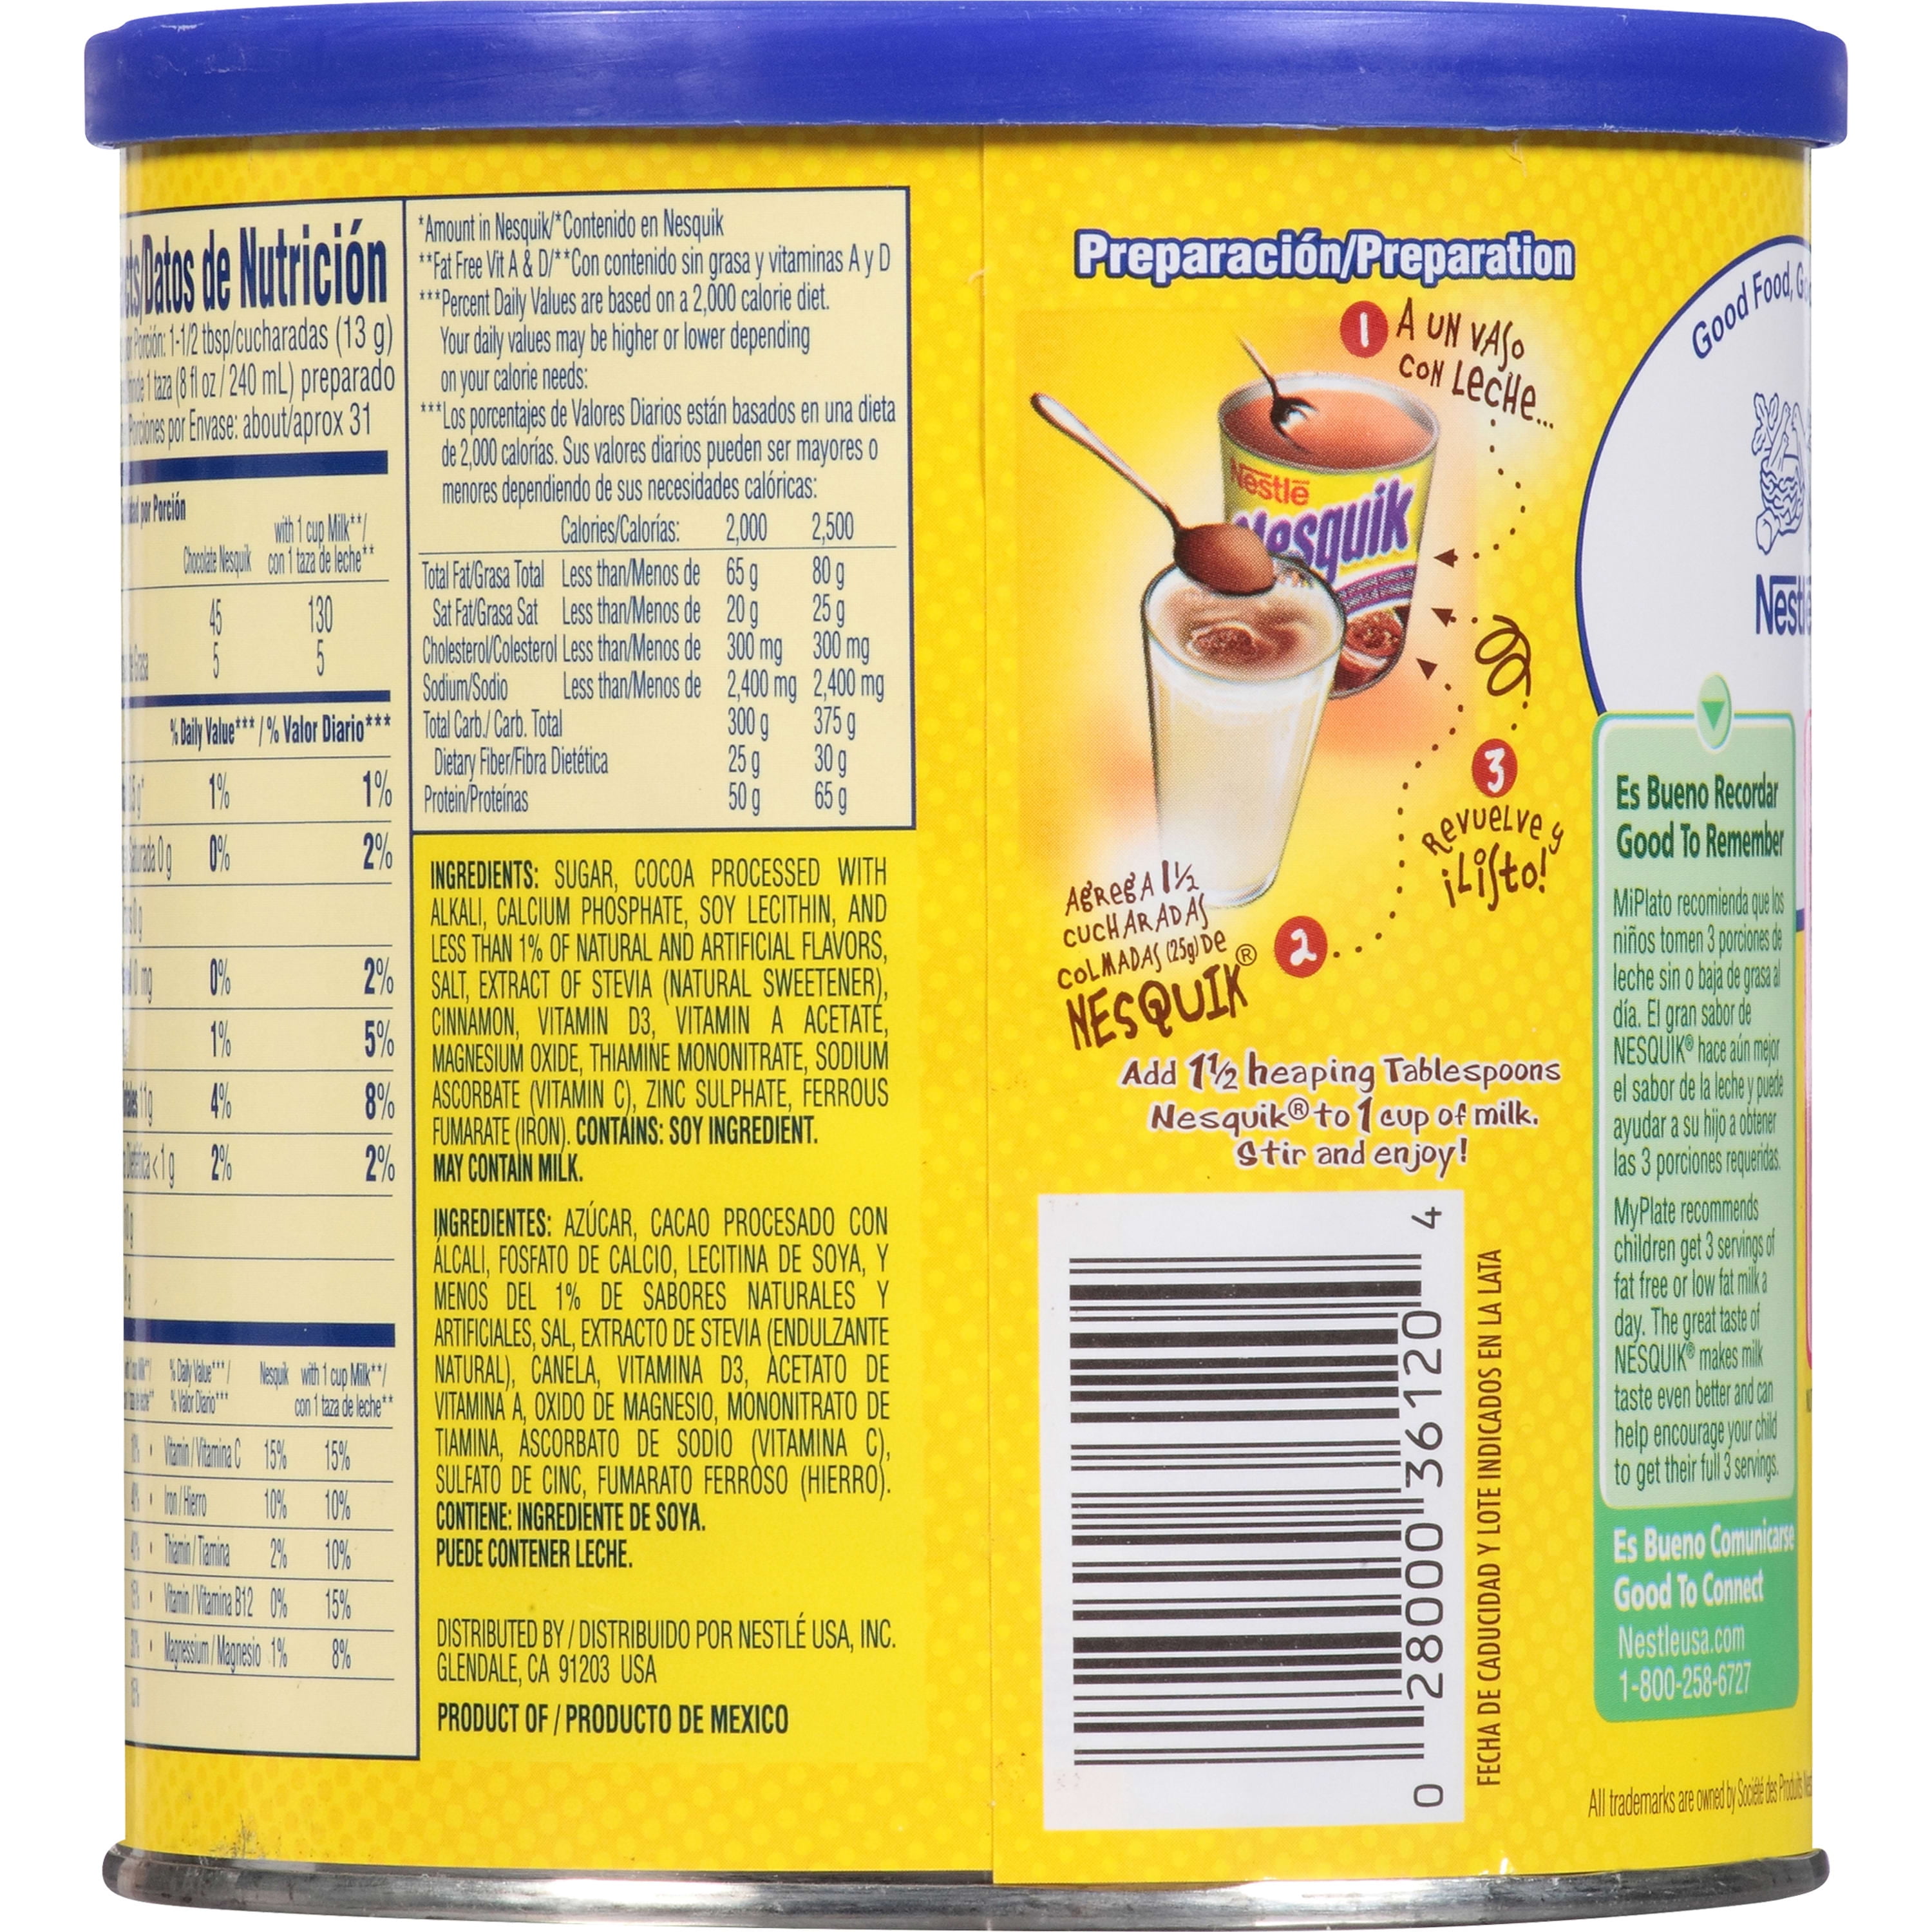 Datos de Nutrición
Porción: 1-1/2 tbsp/cucharadas (13 g)
1 taza (8 fl oz / 240 mL) preparado
Porciones por Envase: about/aprox 31
por Porción
Chocolate Nesquik
with 1 cup Milk**/
con 1 taza de leche**
45 130
5 5
% Daily Value*** / % Valor Diario***
1% 1%
0 g 0% 2%
0 g
0 mg 0% 2%
1% 5%
11g 4% 8%
<1 g 2% 2%
% Daily Value*** / Nesquik with 1 cup Milk**/
% Valor Diario*** con 1 taza de leche**
• Vitamin / Vitamina C 15% 15%
• Iron / Hierro 10% 10%
• Thiamin / Tiamina 2% 10%
• Vitamin / Vitamina B12 0% 15%
• Magnessium / Magnesio 1% 8%
*Amount in Nesquik/*Contenido en Nesquik
**Fat Free Vit A & D/**Con contenido sin grasa y vitaminas A y D
***Percent Daily Values are based on a 2,000 calorie diet.
Your daily values may be higher or lower depending
on your calorie needs:
***Los porcentajes de Valores Diarios están basados en una dieta
de 2,000 calorías. Sus valores diarios pueden ser mayores o
menores dependiendo de sus necesidades calóricas:
Calories/Calorías: 2,000 2,500
Total Fat/Grasa Total Less than/Menos de 65 g 80 g
Sat Fat/Grasa Sat Less than/Menos de 20 g 25 g
Cholesterol/Colesterol Less than/Menos de 300 mg 300 mg
Sodium/Sodio Less than/Menos de 2,400 mg 2,400 mg
Total Carb./ Carb. Total 300 g 375 g
Dietary Fiber/Fibra Dietética 25 g 30 g
Protein/Proteínas 50 g 65 g
INGREDIENTS: SUGAR, COCOA PROCESSED WITH
ALKALI, CALCIUM PHOSPHATE, SOY LECITHIN, AND
LESS THAN 1% OF NATURAL AND ARTIFICIAL FLAVORS,
SALT, EXTRACT OF STEVIA (NATURAL SWEETENER),
CINNAMON, VITAMIN D3, VITAMIN A ACETATE,
MAGNESIUM OXIDE, THIAMINE MONONITRATE, SODIUM
ASCORBATE (VITAMIN C), ZINC SULPHATE, FERROUS
FUMARATE (IRON). CONTAINS: SOY INGREDIENT.
MAY CONTAIN MILK.
INGREDIENTES: AZÚCAR, CACAO PROCESADO CON
ÁLCALI, FOSFATO DE CALCIO, LECITINA DE SOYA, Y
MENOS DEL 1% DE SABORES NATURALES Y
ARTIFICIALES, SAL, EXTRACTO DE STEVIA (ENDULZANTE
NATURAL), CANELA, VITAMINA D3, ACETATO DE
VITAMINA A, OXIDO DE MAGNESIO, MONONITRATO DE
TIAMINA, ASCORBATO DE SODIO (VITAMINA C),
SULFATO DE CINC, FUMARATO FERROSO (HIERRO).
CONTIENE: INGREDIENTE DE SOYA.
PUEDE CONTENER LECHE.
DISTRIBUTED BY / DISTRIBUIDO POR NESTLÉ USA, INC.
GLENDALE, CA 91203 USA
PRODUCT OF / PRODUCTO DE MEXICO
Preparación/Preparation
1 A UN VASO
CON LECHE...
Nestlé
Nesquik
3
REVUELVE y
¡LISTO!
AGREGA 1 1/2
CUCHARADAS
COLMADAS (25g) De
NESQUIK®
2
Add 1 1/2 heaping Tablespoons
Nesquik® to 1 cup of milk.
Stir and enjoy!
0 28000 36120 4
FECHA DE CADUCIDAD Y LOTE INDICADOS EN LA LATA
Good Food,
Nestlé
Es Bueno Recordar
Good To Remember
MiPlato recomienda que los
niños tomen 3 porciones de
leche sin o baja de grasa al
día. El gran sabor de
NESQUIK® hace aún mejor
el sabor de la leche y puede
ayudar a su hijo a obtener
las 3 porciones requeridas.
MyPlate recommends
children get 3 servings of
fat free or low fat milk a
day. The great taste of
NESQUIK® makes milk
taste even better and can
help encourage your child
to get their full 3 servings.
Es Bueno Comunicarse
Good To Connect
Nestleusa.com
1-800-258-6727
All trademarks are owned by Société des Produits